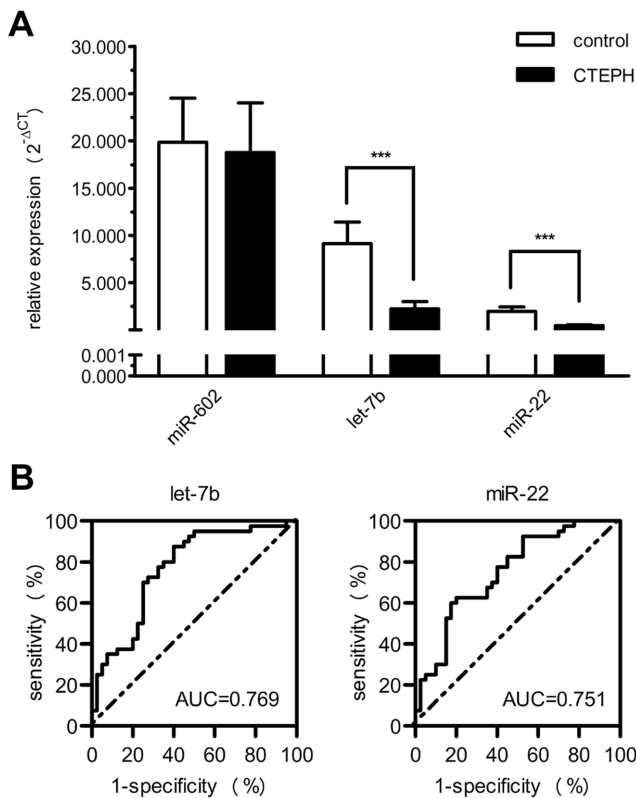 A
control
CTEPH
relative expression (2^-ΔCT)
30.000
25.000
20.000
15.000
10.000
5.000
0.001
0.000
***
***
miR-602
let-7b
miR-22
B
let-7b
miR-22
sensitivity (%)
100
80
60
40
20
0
AUC=0.769
0 20 40 60 80 100
1-specificity (%)
sensitivity (%)
100
80
60
40
20
0
AUC=0.751
0 20 40 60 80 100
1-specificity (%)